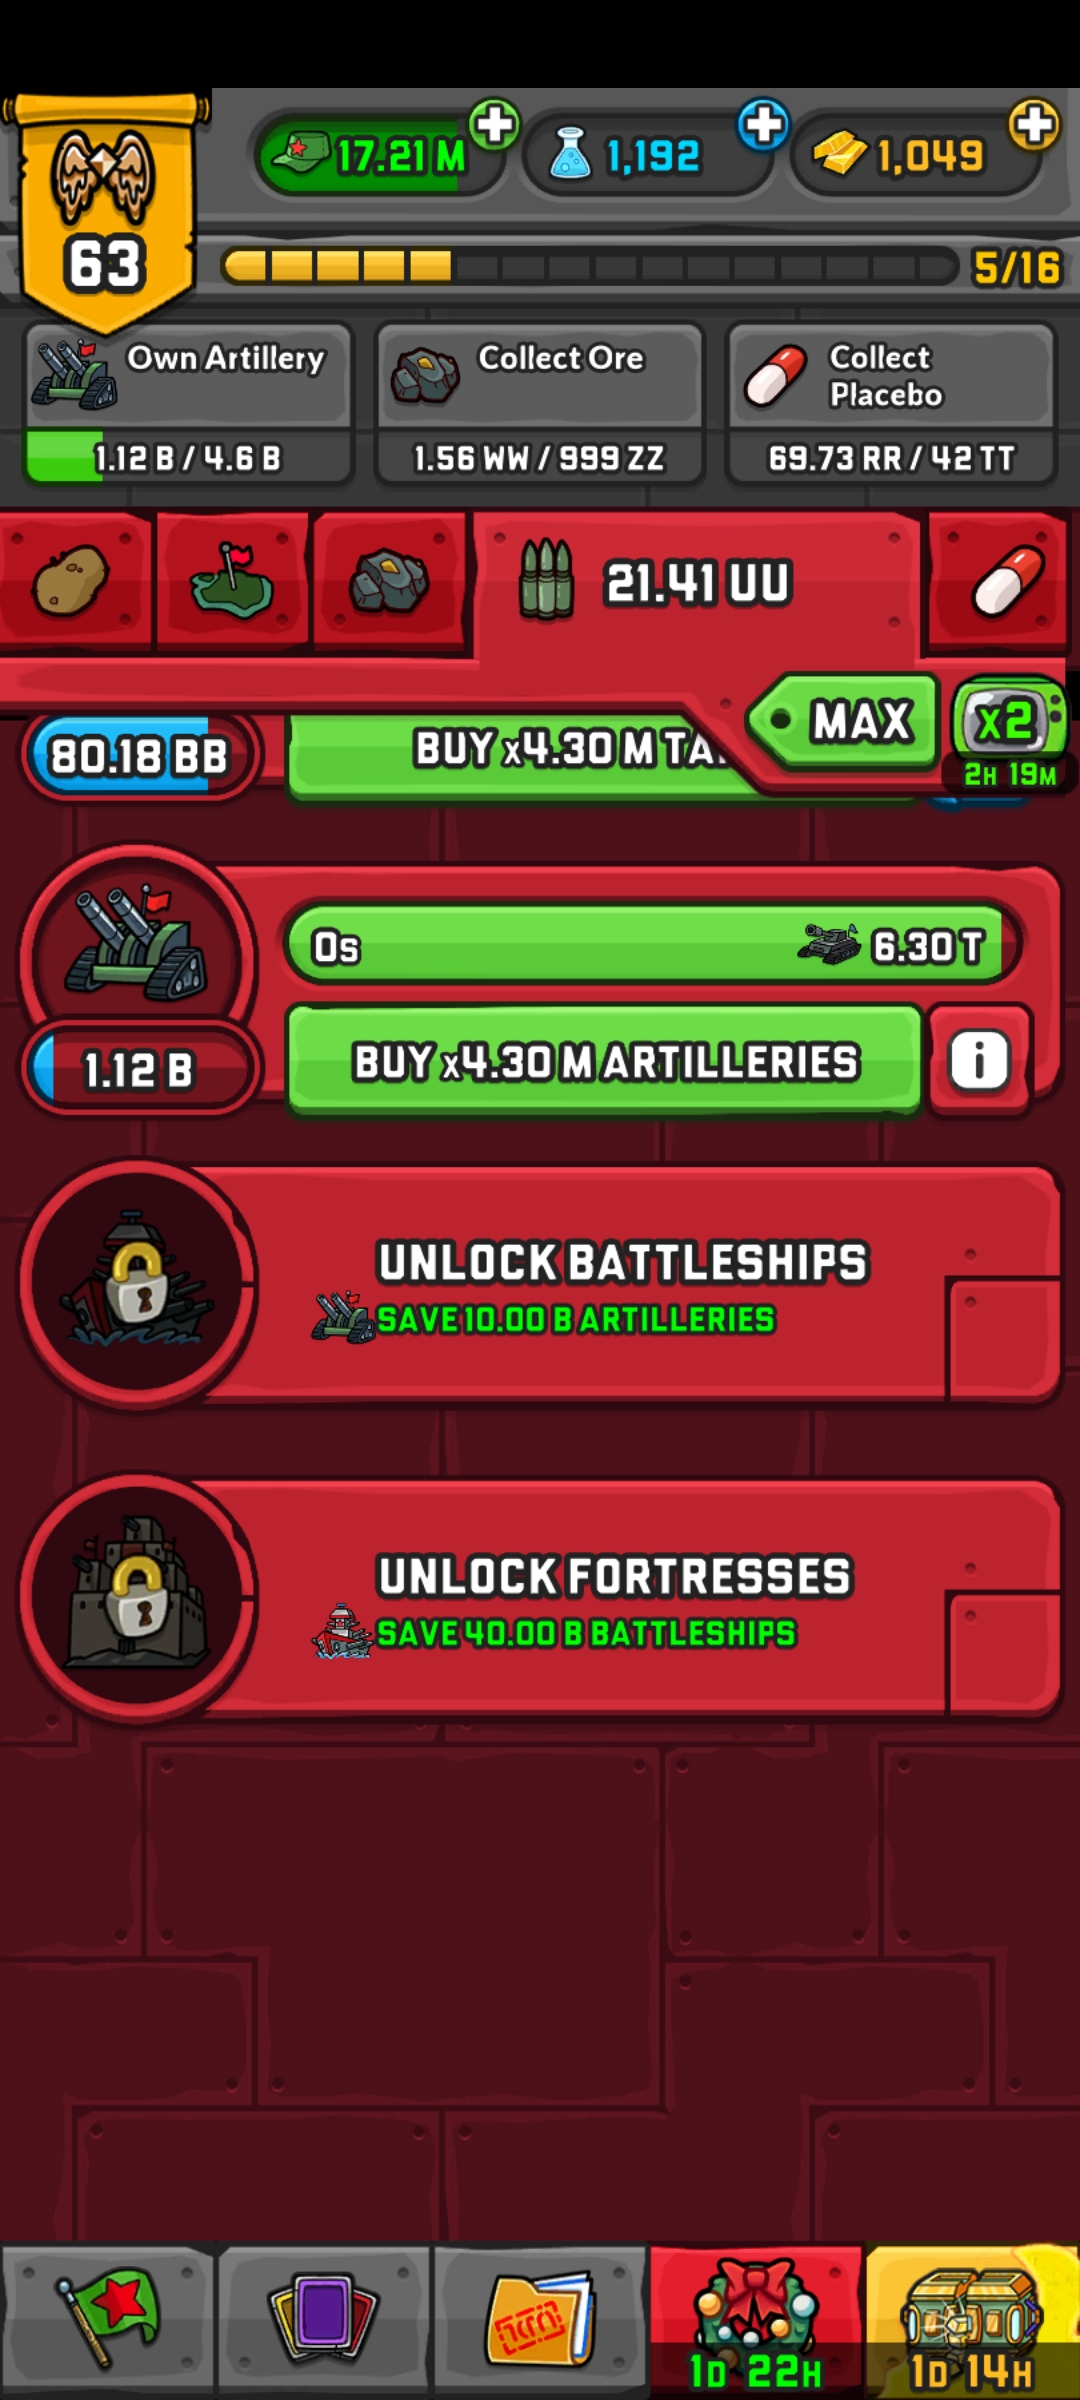 17.21 M
1,192
1,049
63
5/16
Own Artillery
1.12 B / 4.6 B
Collect Ore
1.56 WW / 999 ZZ
Collect
Placebo
69.73 RR / 42 TT
21.41 UU
MAX
X2
2H 19M
80.18 BB
BUY x4.30 M TA
0s
6.30 T
1.12 B
BUY x4.30 M ARTILLERIES
i
UNLOCK BATTLESHIPS
SAVE 10.00 B ARTILLERIES
UNLOCK FORTRESSES
SAVE 40.00 B BATTLESHIPS
1D 22H
1D 14H